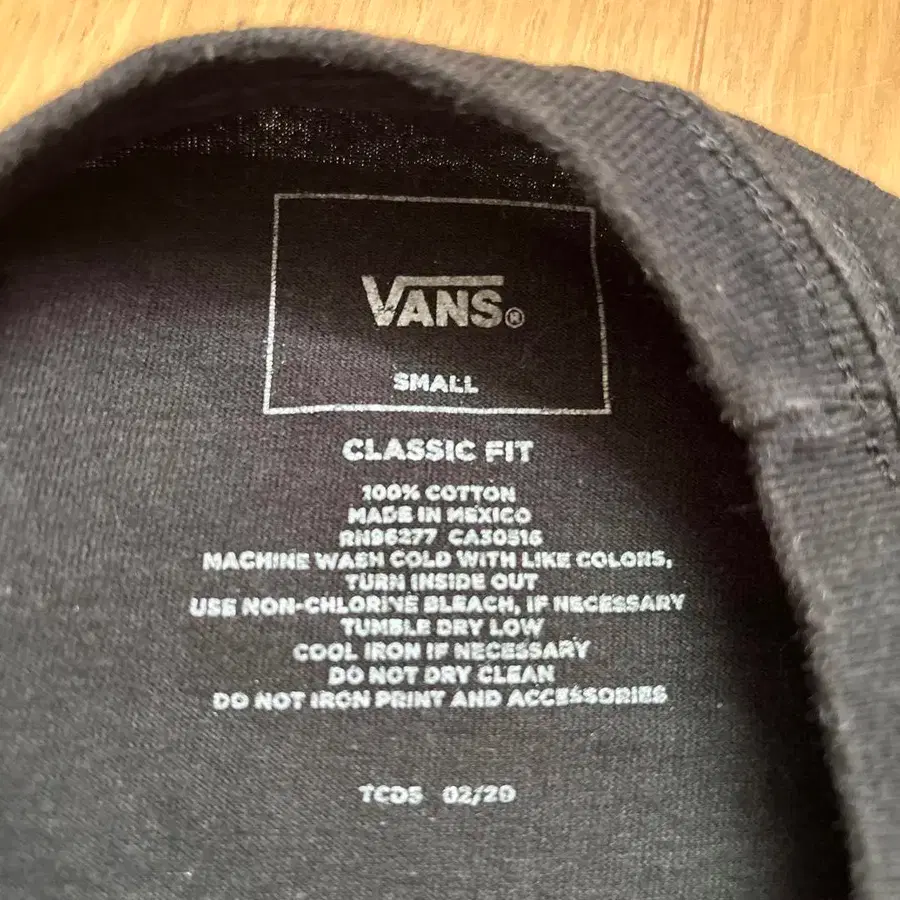 VANS®
SMALL
CLASSIC FIT
100% COTTON
MADE IN MEXICO
RN96277 CA30516
MACHINE WASH COLD WITH LIKE COLORS,
TURN INSIDE OUT
USE NON-CHLORINE BLEACH, IF NECESSARY
TUMBLE DRY LOW
COOL IRON IF NECESSARY
DO NOT DRY CLEAN
DO NOT IRON PRINT AND ACCESSORIES
TCDS 02/20